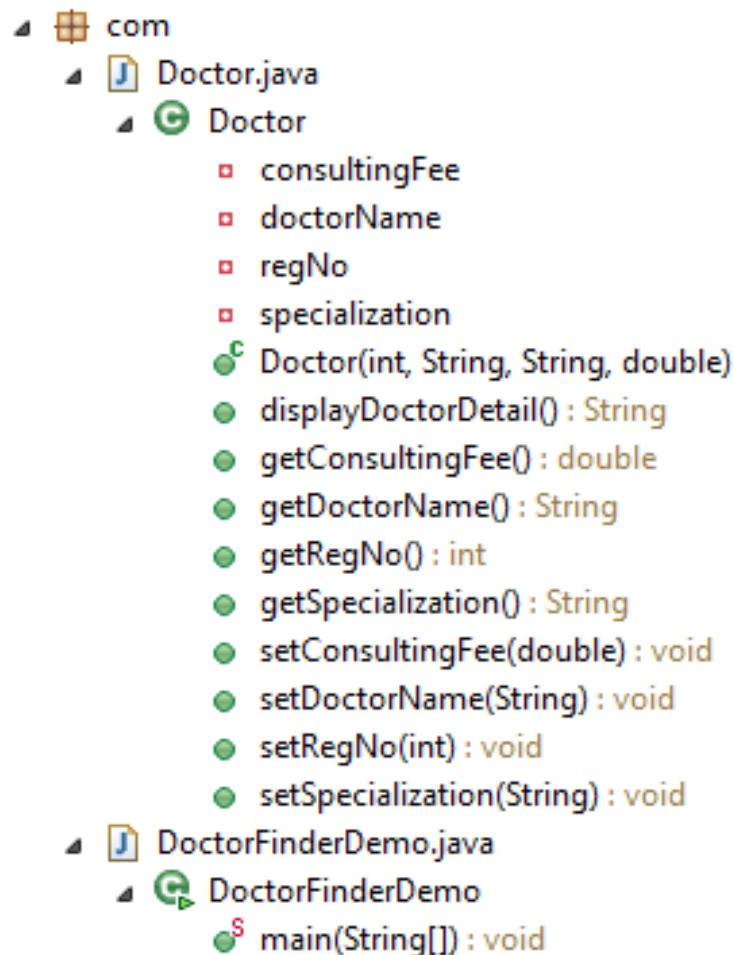 com
Doctor.java
Doctor
consultingFee
doctorName
regNo
specialization
Doctor(int, String, String, double)
displayDoctorDetail() : String
getConsultingFee() : double
getDoctorName() : String
getRegNo() : int
getSpecialization() : String
setConsultingFee(double) : void
setDoctorName(String) : void
setRegNo(int) : void
setSpecialization(String) : void
DoctorFinderDemo.java
DoctorFinderDemo
main(String[]) : void